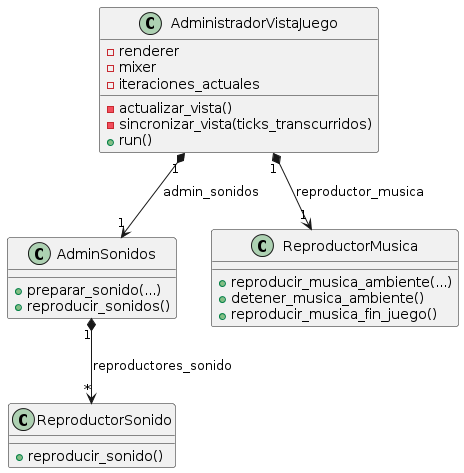 C AdministradorVistaJuego
renderer
mixer
iteraciones_actuales
actualizar_vista()
sincronizar_vista(ticks_transcurridos)
run()
1 1
admin_sonidos reproductor_musica
1 1
C AdminSonidos
preparar_sonido(...)
reproducir_sonidos()
C ReproductorMusica
reproducir_musica_ambiente(...)
detener_musica_ambiente()
reproducir_musica_fin_juego()
1
reproductores_sonido
*
C ReproductorSonido
reproducir_sonido()